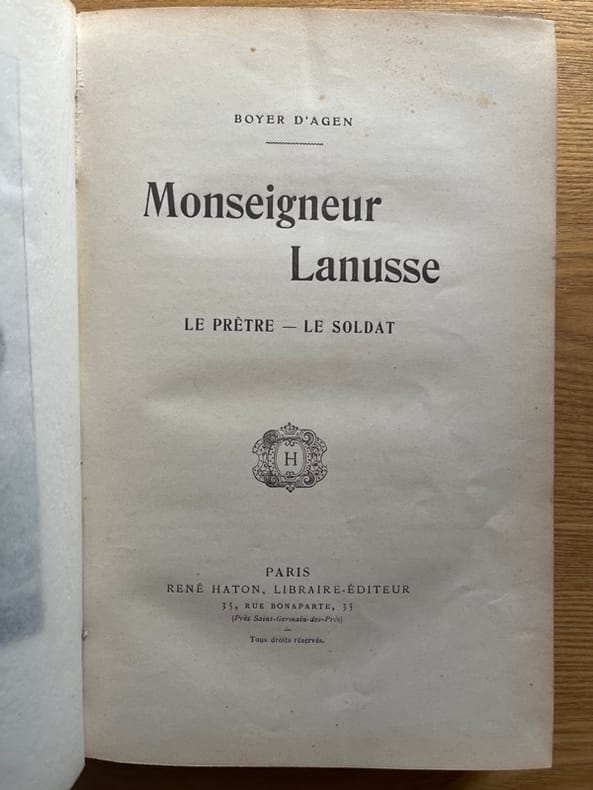 BOYER D'AGEN
Monseigneur
Lanusse
LE PRÊTRE — LE SOLDAT
H
PARIS
RENÉ HATON, LIBRAIRE-ÉDITEUR
35, RUE BONAPARTE, 35
(Près Saint-Germain-des-Prés)
Tous droits réservés.